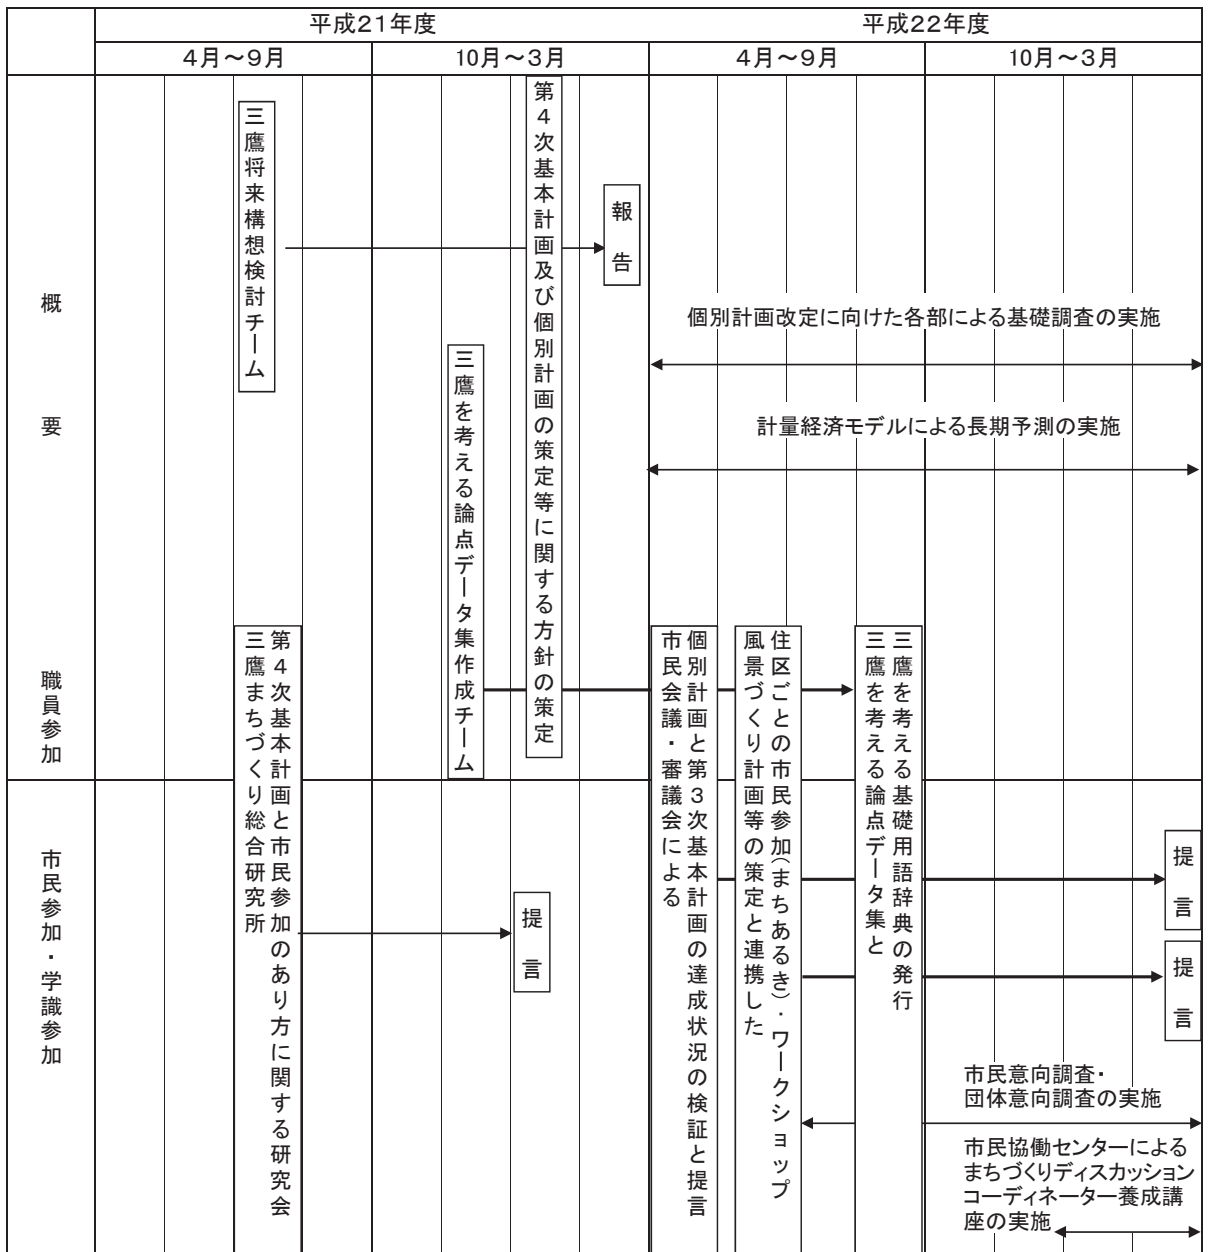 平成21年度
平成22年度
4月～9月
10月～3月
4月～9月
10月～3月
概要
職員参加
市民参加・学識参加
三鷹将来構想検討チーム
報告
第4次基本計画及び個別計画の策定等に関する方針の策定
三鷹を考える論点データ集作成チーム
個別計画改定に向けた各部による基礎調査の実施
計量経済モデルによる長期予測の実施
第4次基本計画と市民参加のあり方に関する研究会
三鷹まちづくり総合研究所
提言
個別計画と第3次基本計画の達成状況の検証と提言
市民会議・審議会による
住区ごとの市民参加(まちあるき)・ワークショップ
風景づくり計画等の策定と連携した
三鷹を考える基礎用語辞典の発行
三鷹を考える論点データ集と
提言
提言
市民意向調査・
団体意向調査の実施
市民協働センターによる
まちづくりディスカッション
コーディネーター養成講
座の実施